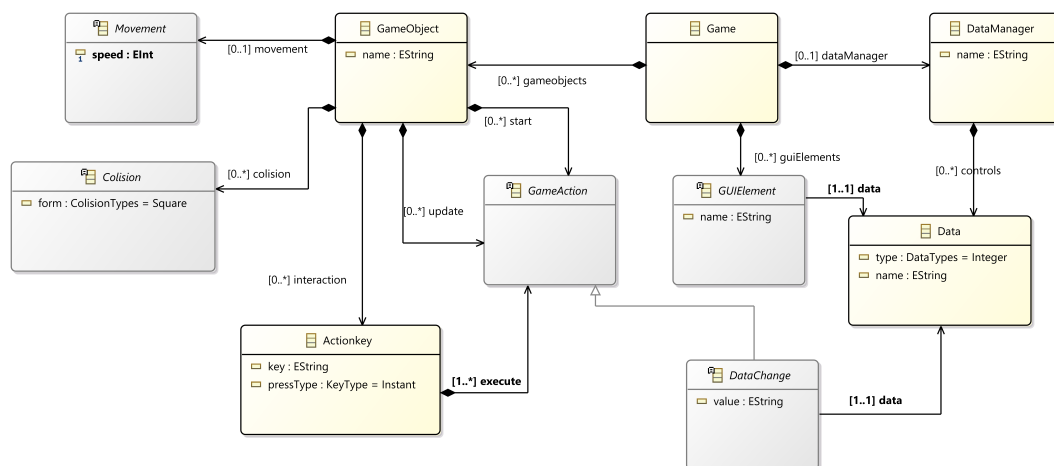 Movement
speed : EInt
GameObject
name : EString
Game
DataManager
name : EString
[0..1] movement
[0..*] gameobjects
[0..1] dataManager
[0..*] start
[0..*] colision
[0..*] guiElements
[0..*] controls
Colision
form : ColisionTypes = Square
GameAction
GUIElement
name : EString
[1..1] data
[0..*] update
Data
type : DataTypes = Integer
name : EString
[0..*] interaction
Actionkey
key : EString
pressType : KeyType = Instant
[1..*] execute
DataChange
value : EString
[1..1] data